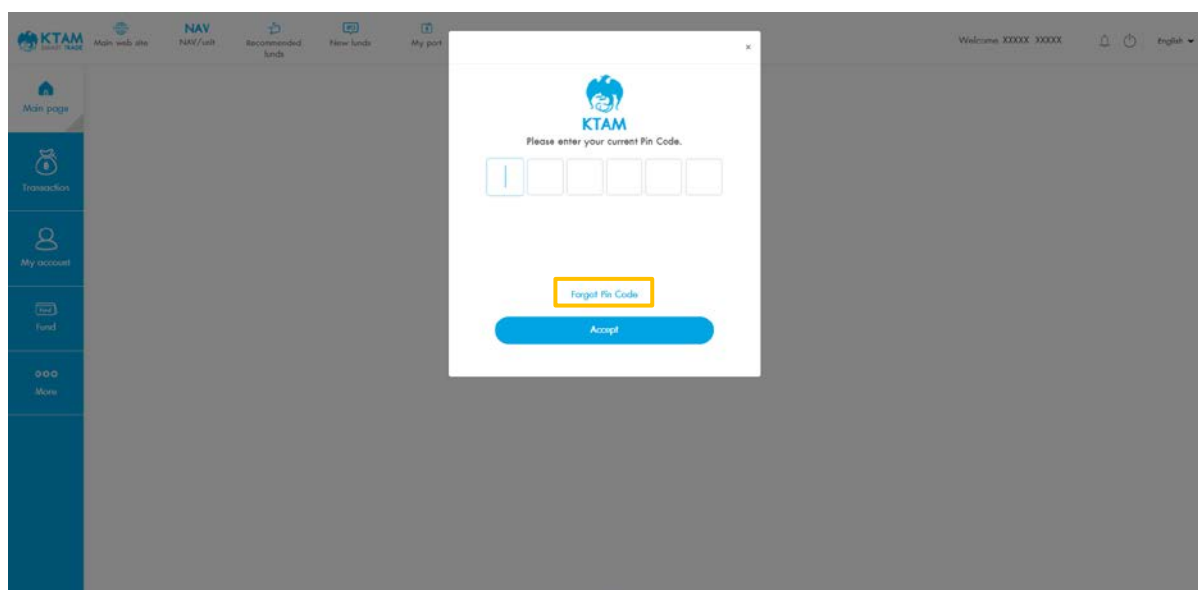 KTAM
SMART TRADE
Main web site
NAV
NAV/unit
Recommended
funds
New funds
My port
Welcome XXXXX XXXXX
English
Main page
Transaction
My account
Fund
Fund
More
×
KTAM
Please enter your current Pin Code.
Forgot Pin Code
Accept